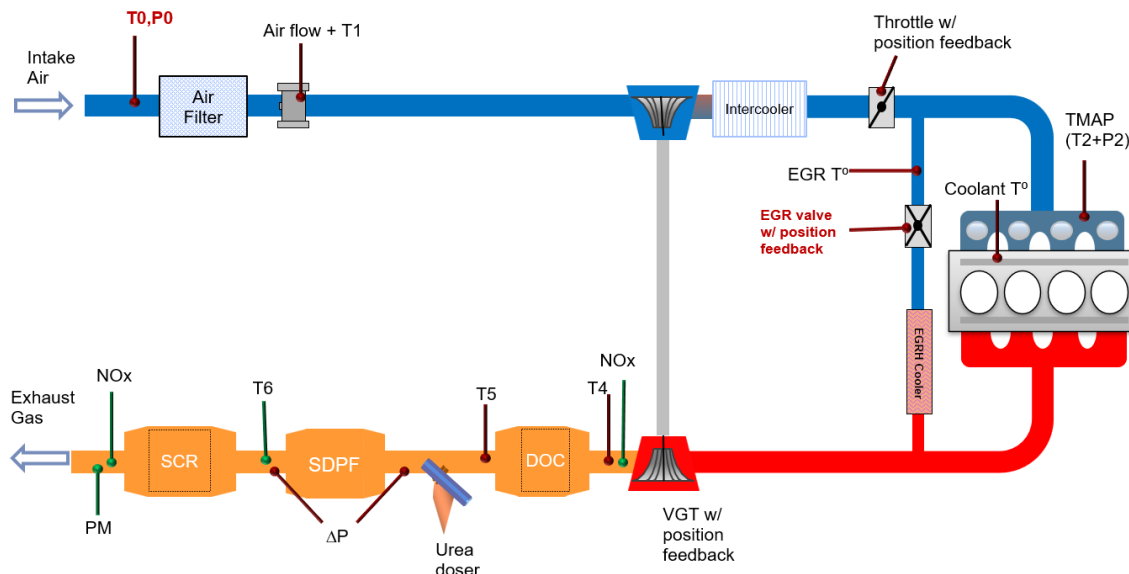 T0,P0
Air flow + T1
Throttle w/
position feedback
Intake
Air
Air
Filter
Intercooler
TMAP
(T2+P2)
EGR Tº
Coolant Tº
EGR valve
w/ position
feedback
EGRH Cooler
Exhaust
Gas
NOx
T6
T5
T4
NOx
SCR
SDPF
DOC
PM
ΔP
Urea
doser
VGT w/
position
feedback